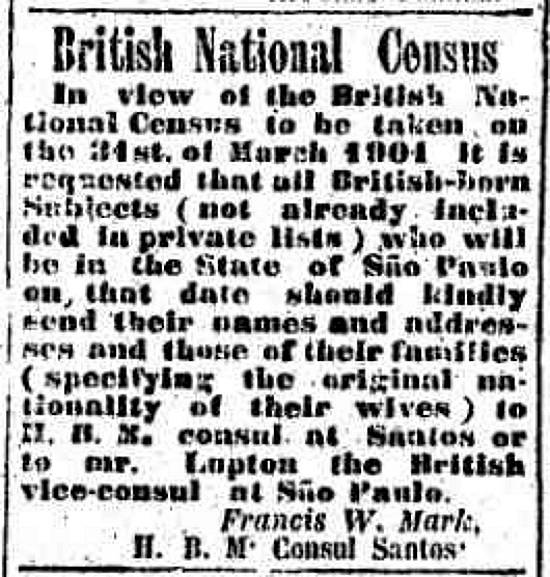 British National Census
In view of the British Na-
tional Census to be taken on
the 31st. of March 1901 it is
requested that all British-born
Subjects ( not already inclu-
ded in private lists ) who will
be in the State of São Paulo
on, that date should kindly
send their names and addres-
ses and those of their families
( specifying the original na-
tionality of their wives ) to
H. B. M. consul at Santos or
to mr. Lupton the British
vice-consul at São Paulo.
Francis W. Mark,
H. B. M. Consul Santos.